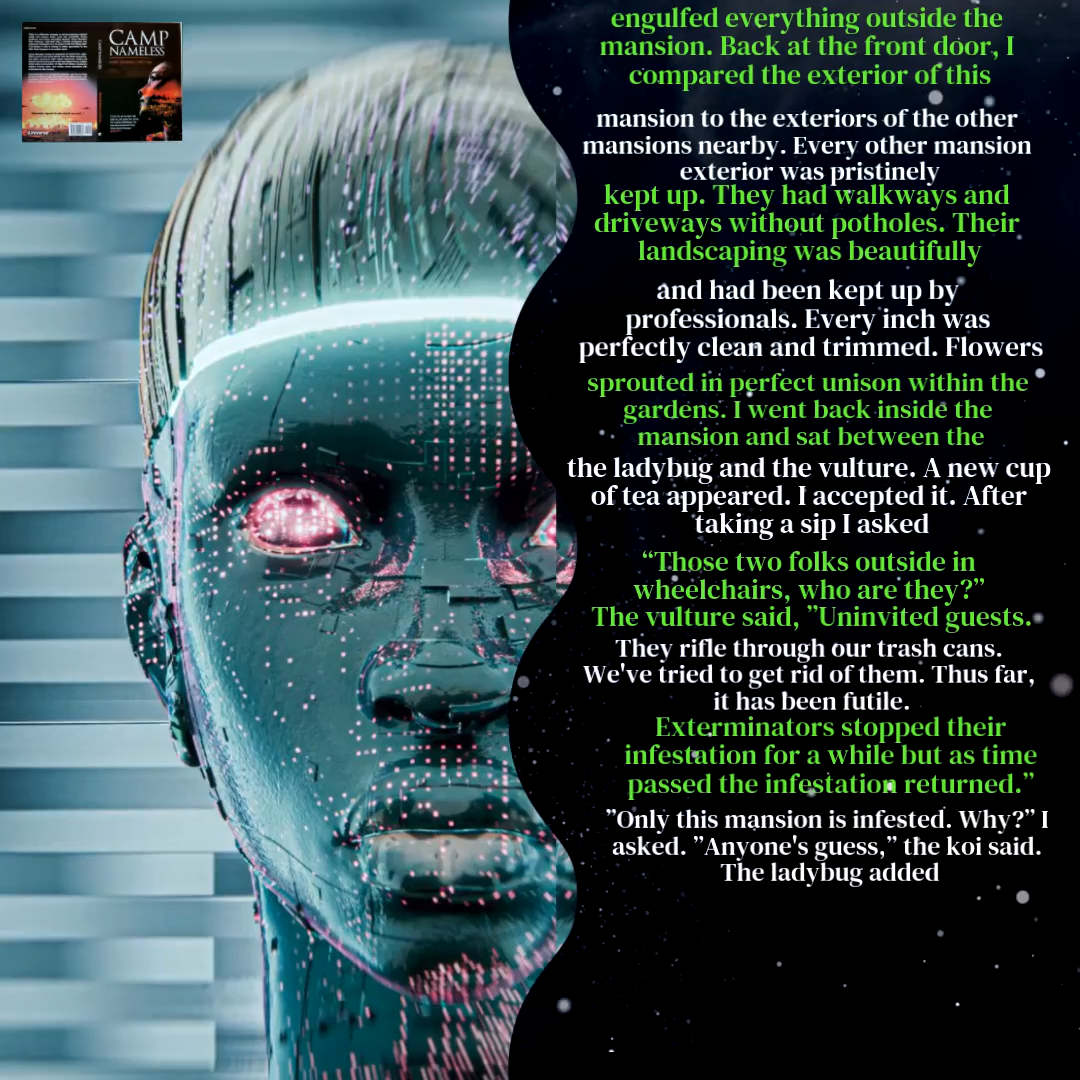 CAMP
NAMELESS
engulfed everything outside the
mansion. Back at the front door, I
compared the exterior of this
mansion to the exteriors of the other
mansions nearby. Every other mansion
exterior was pristinely
kept up. They had walkways and
driveways without potholes. Their
landscaping was beautifully
and had been kept up by
professionals. Every inch was
perfectly clean and trimmed. Flowers
sprouted in perfect unison within the
gardens. I went back inside the
mansion and sat between the
the ladybug and the vulture. A new cup
of tea appeared. I accepted it. After
taking a sip I asked
“Those two folks outside in
wheelchairs, who are they?”
The vulture said, ”Uninvited guests.
They rifle through our trash cans.
We've tried to get rid of them. Thus far,
it has been futile.
Exterminators stopped their
infestation for a while but as time
passed the infestation returned.”
”Only this mansion is infested. Why?” I
asked. ”Anyone's guess,” the koi said.
The ladybug added